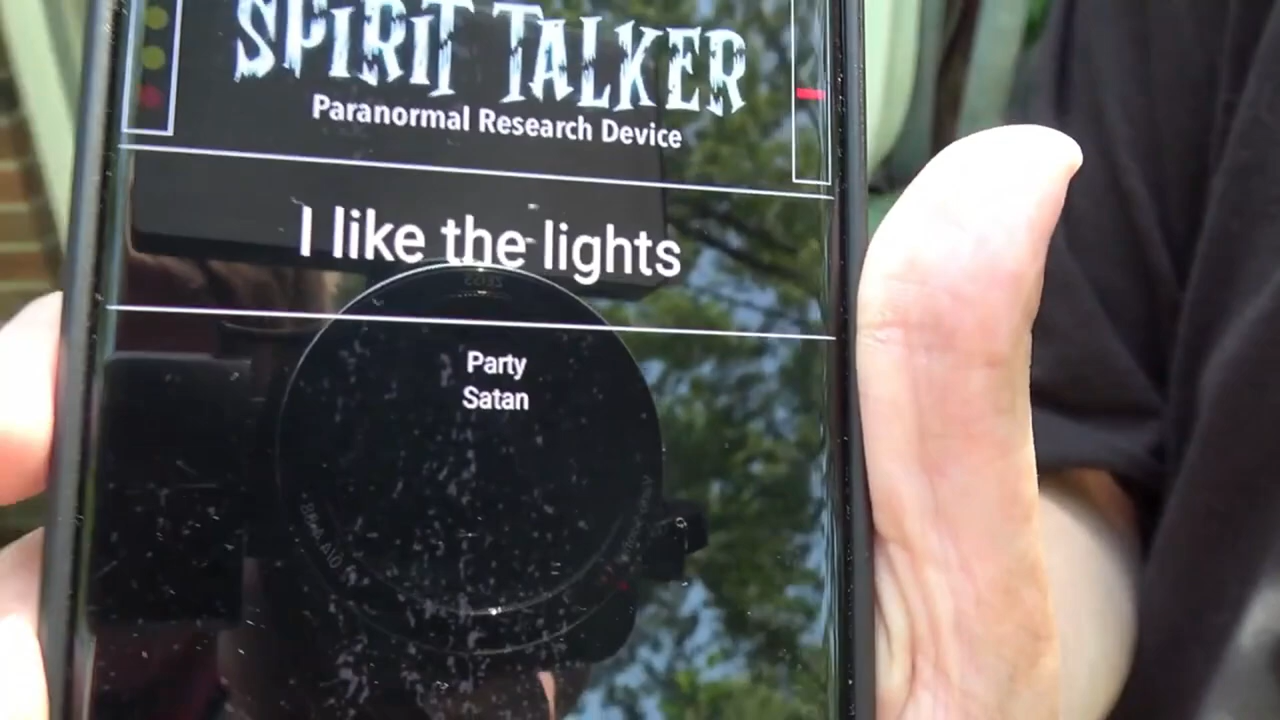 SPIRIT TALKER
Paranormal Research Device
I like the lights
Party
Satan